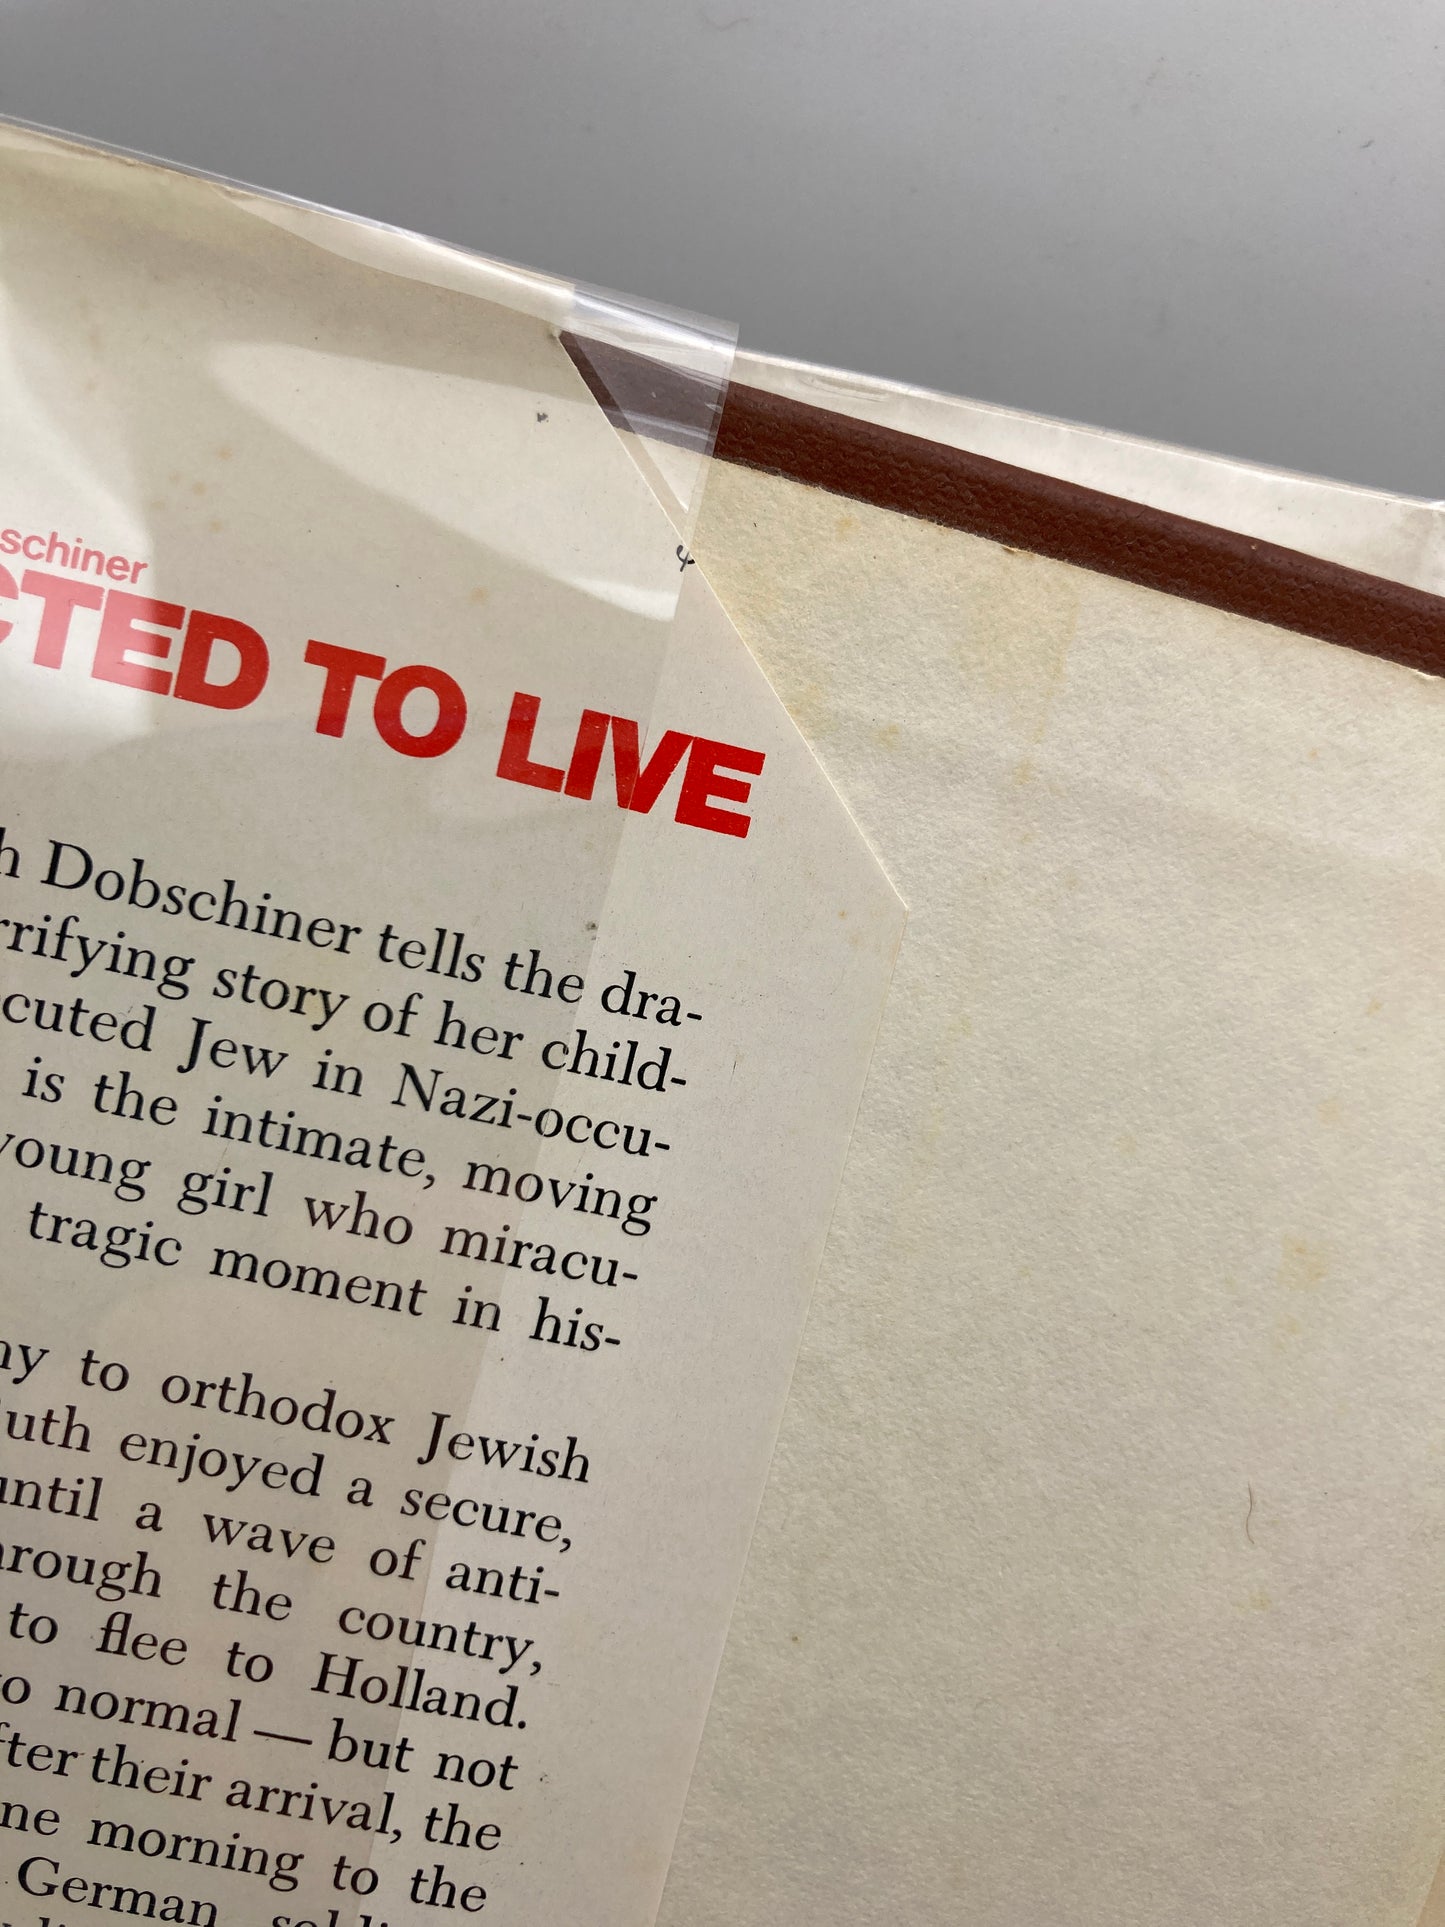 schiner
CTED TO LIVE
h Dobschiner tells the dra-
rrifying story of her child-
cuted Jew in Nazi-occu-
is the intimate, moving
young girl who miracu-
tragic moment in his-
ny to orthodox Jewish
uth enjoyed a secure,
until a wave of anti-
hrough the country,
to flee to Holland.
o normal — but not
fter their arrival, the
ne morning to the
German